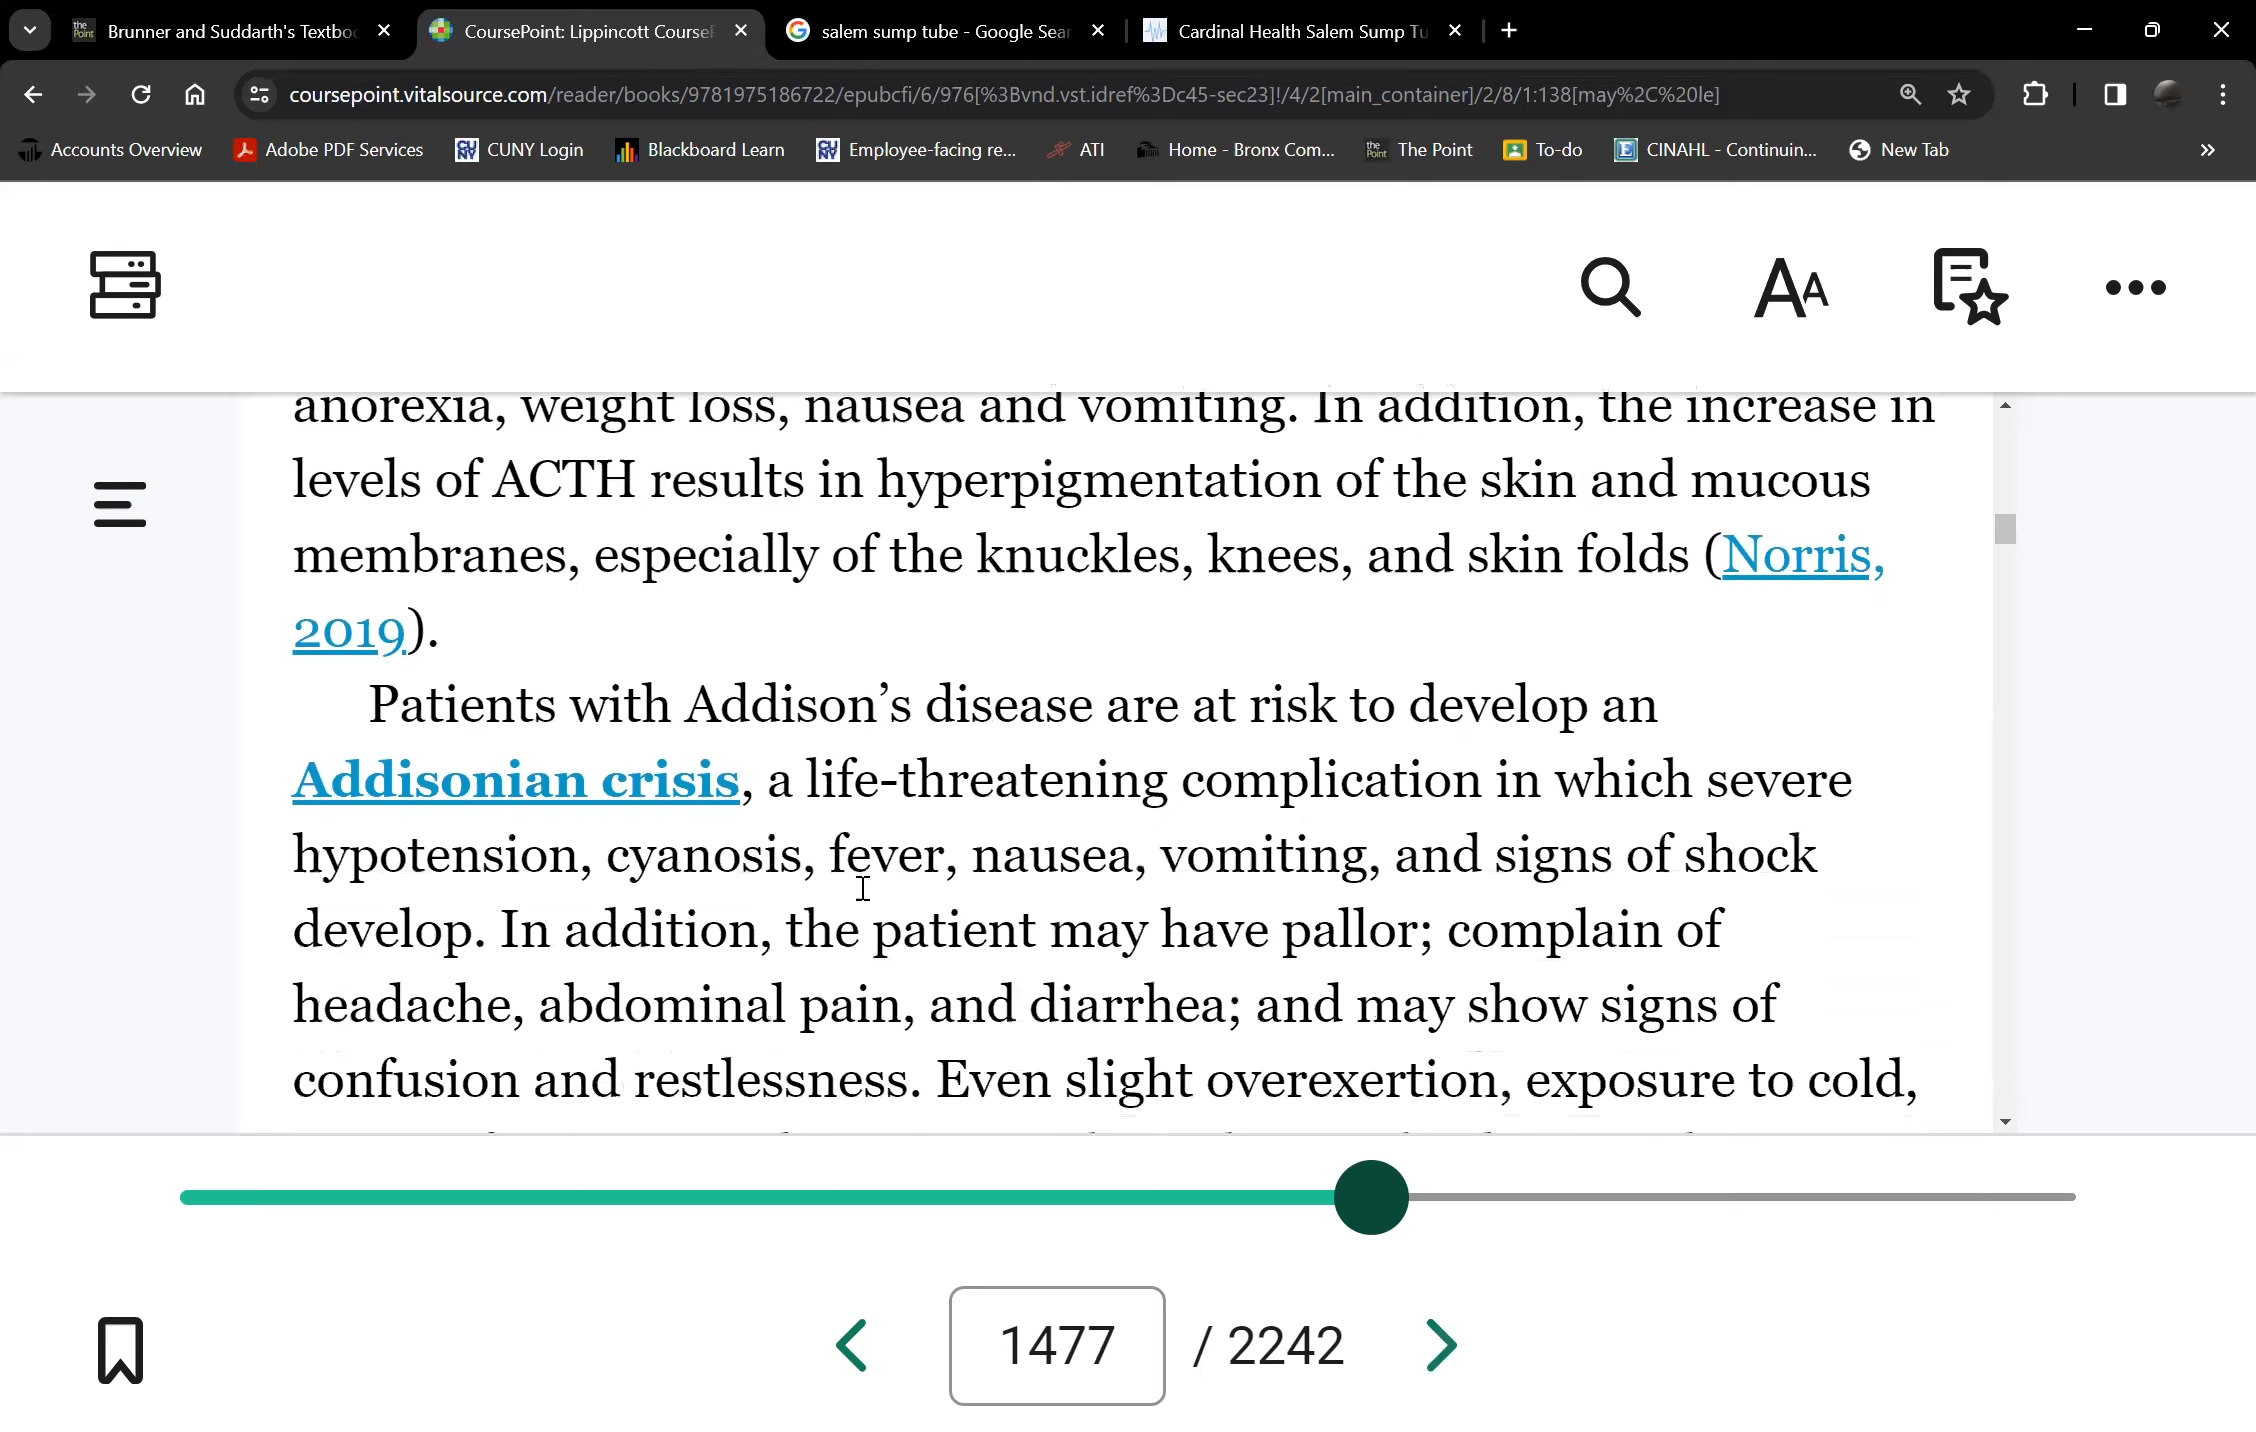 Brunner and Suddarth's Textbo
CoursePoint: Lippincott CourseP
salem sump tube - Google Sear
Cardinal Health Salem Sump Tu
coursepoint.vitalsource.com/reader/books/9781975186722/epubcfi/6/976[%3Bvnd.vst.idref%3Dc45-sec23]!/4/2[main_container]/2/8/1:138[may%2C%20le]
Accounts Overview
Adobe PDF Services
CUNY Login
Blackboard Learn
Employee-facing re...
ATI
Home - Bronx Com...
The Point
To-do
CINAHL - Continuin...
New Tab
anorexia, weight loss, nausea and vomiting. In addition, the increase in
levels of ACTH results in hyperpigmentation of the skin and mucous
membranes, especially of the knuckles, knees, and skin folds (Norris,
2019).
Patients with Addison’s disease are at risk to develop an
Addisonian crisis, a life-threatening complication in which severe
hypotension, cyanosis, fever, nausea, vomiting, and signs of shock
develop. In addition, the patient may have pallor; complain of
headache, abdominal pain, and diarrhea; and may show signs of
confusion and restlessness. Even slight overexertion, exposure to cold,
1477 / 2242